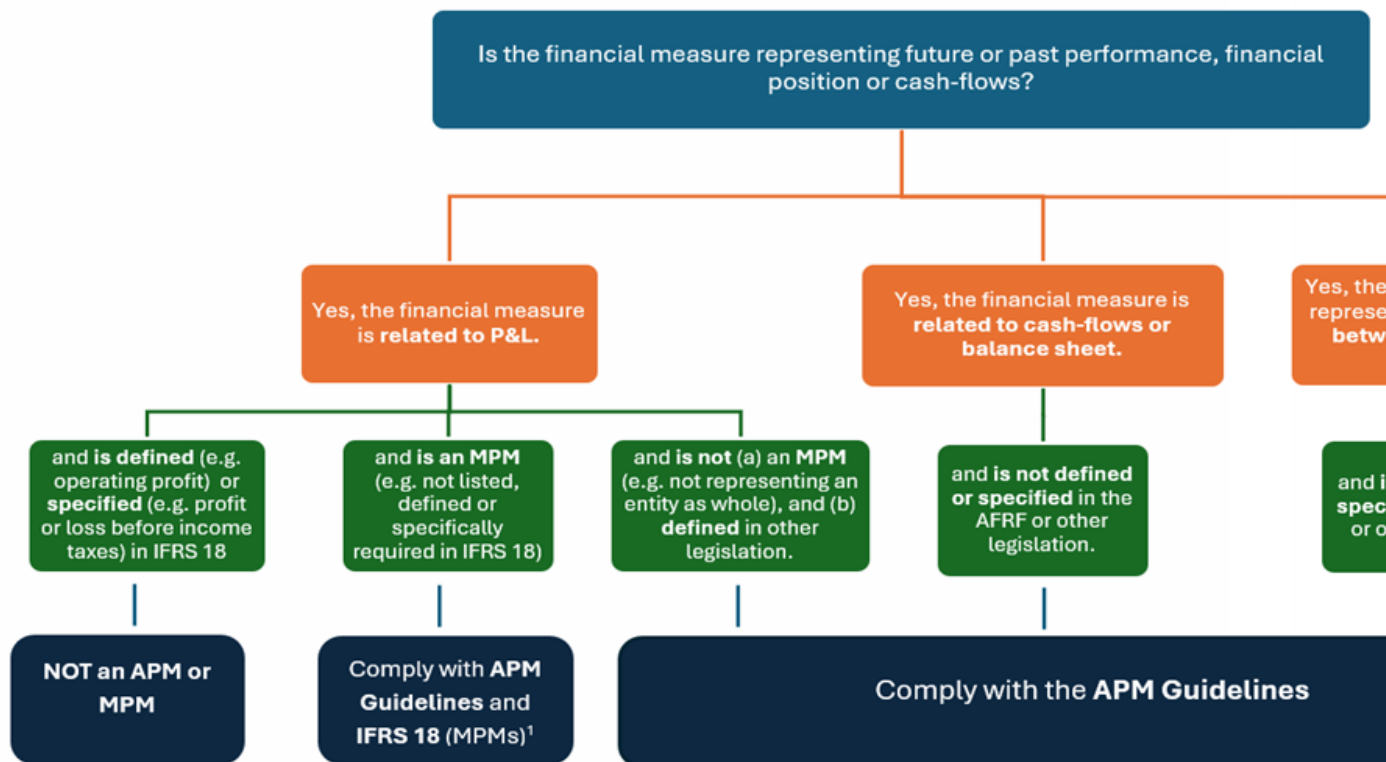 Is the financial measure representing future or past performance, financial
position or cash-flows?
Yes, the financial measure
is related to P&L.
Yes, the financial measure is
related to cash-flows or
balance sheet.
Yes, the
represe
betw
and is defined (e.g.
operating profit) or
specified (e.g. profit
or loss before income
taxes) in IFRS 18
and is an MPM
(e.g. not listed,
defined or
specifically
required in IFRS 18)
and is not (a) an MPM
(e.g. not representing an
entity as whole), and (b)
defined in other
legislation.
and is not defined
or specified in the
AFRF or other
legislation.
and i
spec
or o
NOT an APM or
MPM
Comply with APM
Guidelines and
IFRS 18 (MPMs)¹
Comply with the APM Guidelines